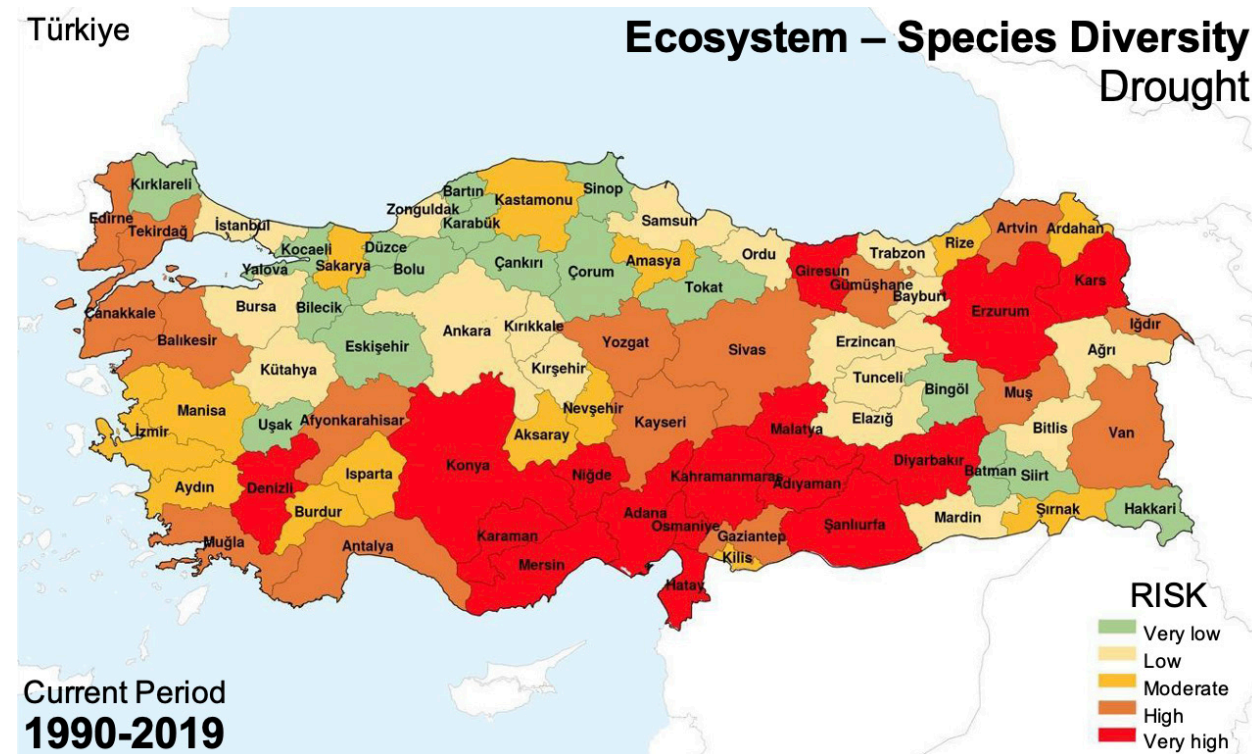 Türkiye
Ecosystem – Species Diversity
Drought
Kırklareli
Edirne
Tekirdağ
İstanbul
Kocaeli
Yalova
Sakarya
Düzce
Zonguldak
Bartın
Karabük
Kastamonu
Sinop
Samsun
Bolu
Çankırı
Çorum
Amasya
Tokat
Ordu
Giresun
Gümüşhane
Trabzon
Bayburt
Rize
Artvin
Ardahan
Kars
Erzurum
Iğdır
Ağrı
Çanakkale
Balıkesir
Bursa
Bilecik
Eskişehir
Kütahya
Ankara
Kırıkkale
Kırşehir
Yozgat
Sivas
Erzincan
Tunceli
Elazığ
Bingöl
Muş
Bitlis
Van
Manisa
İzmir
Uşak
Afyonkarahisar
Konya
Aksaray
Nevşehir
Kayseri
Malatya
Diyarbakır
Batman
Siirt
Şırnak
Hakkari
Aydın
Denizli
Isparta
Burdur
Niğde
Kahramanmaraş
Adıyaman
Şanlıurfa
Mardin
Muğla
Antalya
Karaman
Mersin
Adana
Osmaniye
Gaziantep
Kilis
Hatay
RISK
Very low
Low
Moderate
High
Very high
Current Period
1990-2019